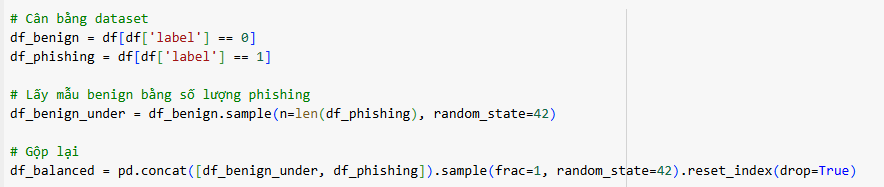 # Cân bằng dataset
df_benign = df[df['label'] == 0]
df_phishing = df[df['label'] == 1]
# Lấy mẫu benign bằng số lượng phishing
df_benign_under = df_benign.sample(n=len(df_phishing), random_state=42)
# Gộp lại
df_balanced = pd.concat([df_benign_under, df_phishing]).sample(frac=1, random_state=42).reset_index(drop=True)